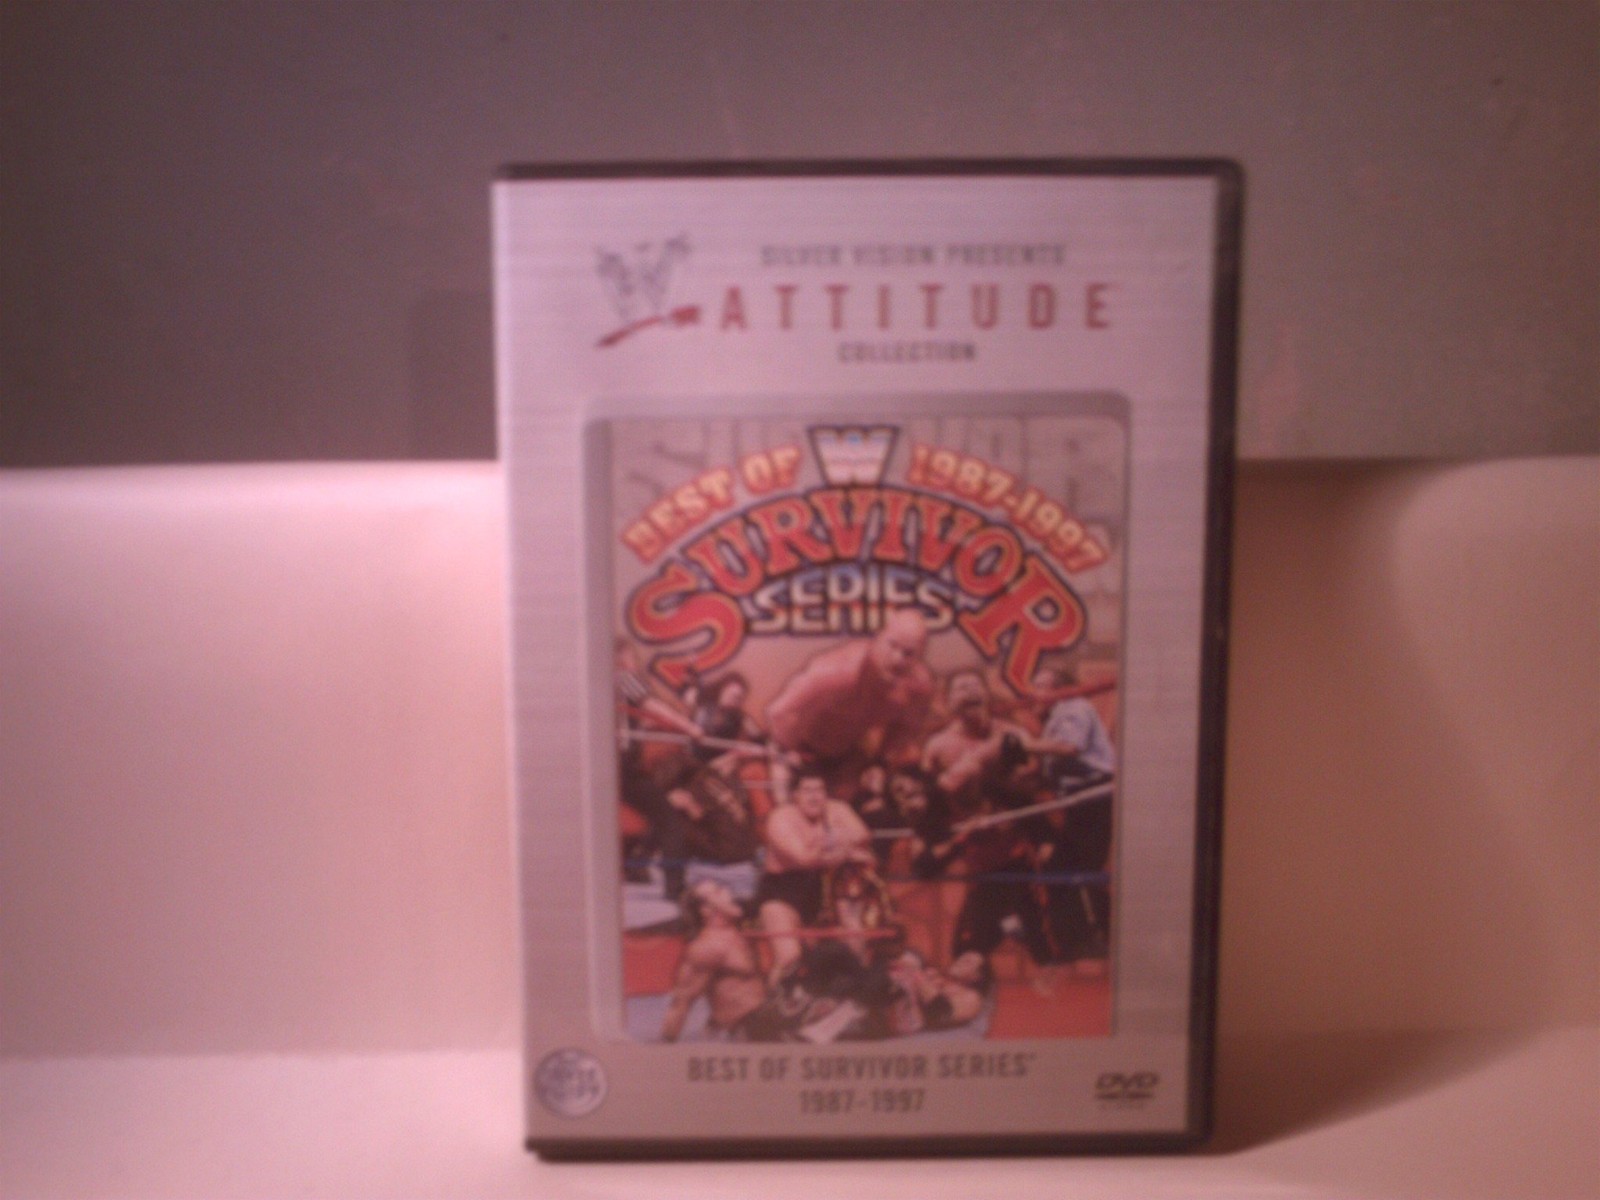 SILVER VISION PRESENTS
ATTITUDE
COLLECTION
BEST OF W 1987-1997
SURVIVOR
SERIES
BEST OF SURVIVOR SERIES
1987-1997
DVD